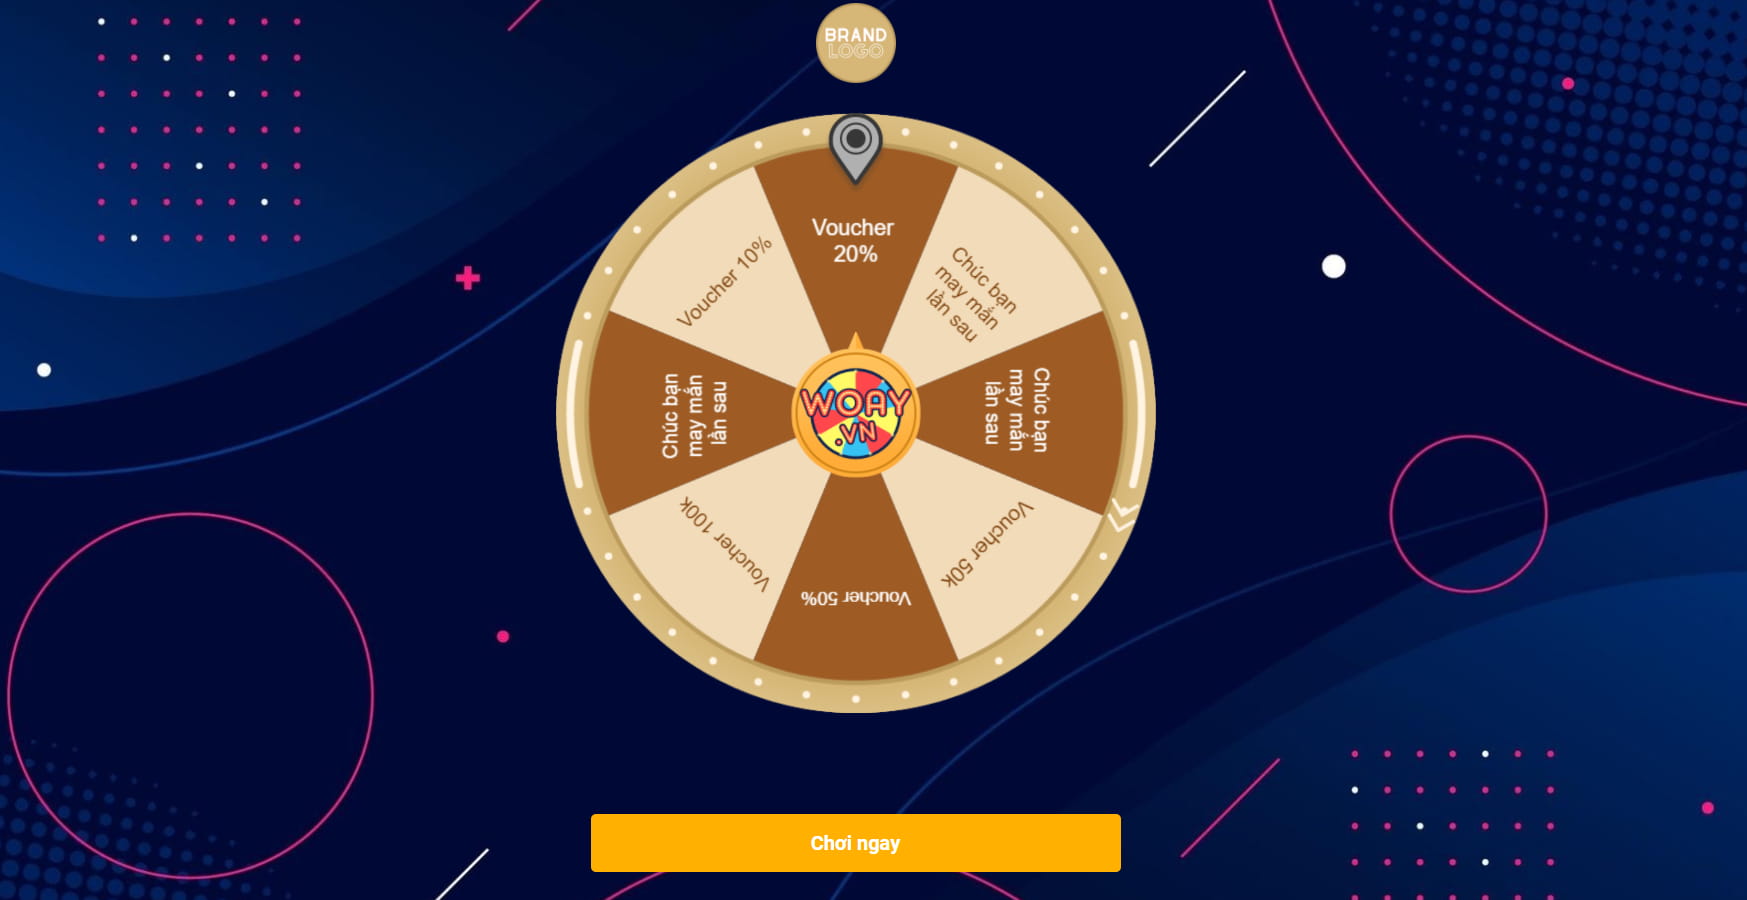 BRAND
LOGO
Voucher
20%
Chúc bạn
may mắn
lần sau
Chúc bạn
may mắn
lần sau
Voucher 50k
Voucher 50%
Voucher 100k
Chúc bạn
may mắn
lần sau
Voucher 10%
WOAY
.VN
Chơi ngay